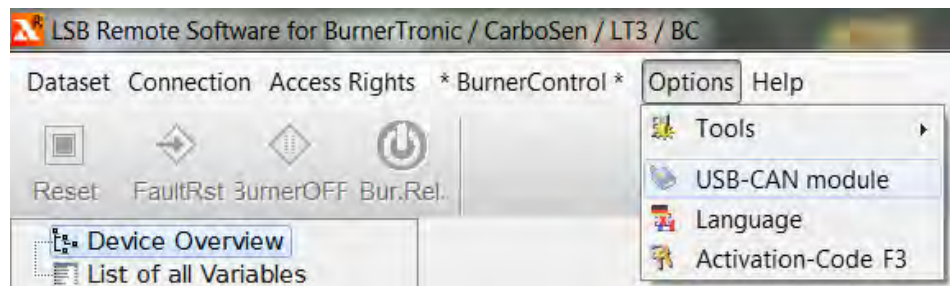 LSB Remote Software for BurnerTronic / CarboSen / LT3 / BC
Dataset Connection Access Rights * BurnerControl * Options Help
Tools
USB-CAN module
Language
Activation-Code F3
Reset FaultRst BurnerOFF Bur.Rel.
Device Overview
List of all Variables